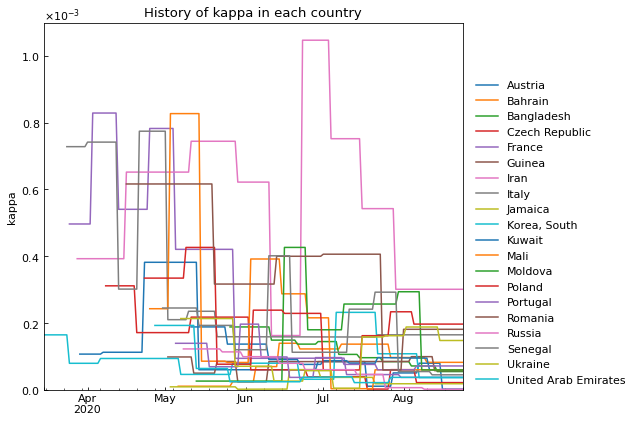 History of kappa in each country
×10⁻³
1.0
0.8
0.6
0.4
0.2
0.0
kappa
Apr
2020
May
Jun
Jul
Aug
Austria
Bahrain
Bangladesh
Czech Republic
France
Guinea
Iran
Italy
Jamaica
Korea, South
Kuwait
Mali
Moldova
Poland
Portugal
Romania
Russia
Senegal
Ukraine
United Arab Emirates